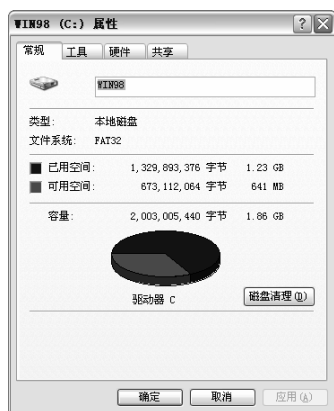 WIN98 (C:) 属性
常规 工具 硬件 共享
WIN98
类型: 本地磁盘
文件系统: FAT32
已用空间: 1,329,893,376 字节 1.23 GB
可用空间: 673,112,064 字节 641 MB
容量: 2,003,005,440 字节 1.86 GB
驱动器 C
磁盘清理(D)
确定 取消 应用(A)